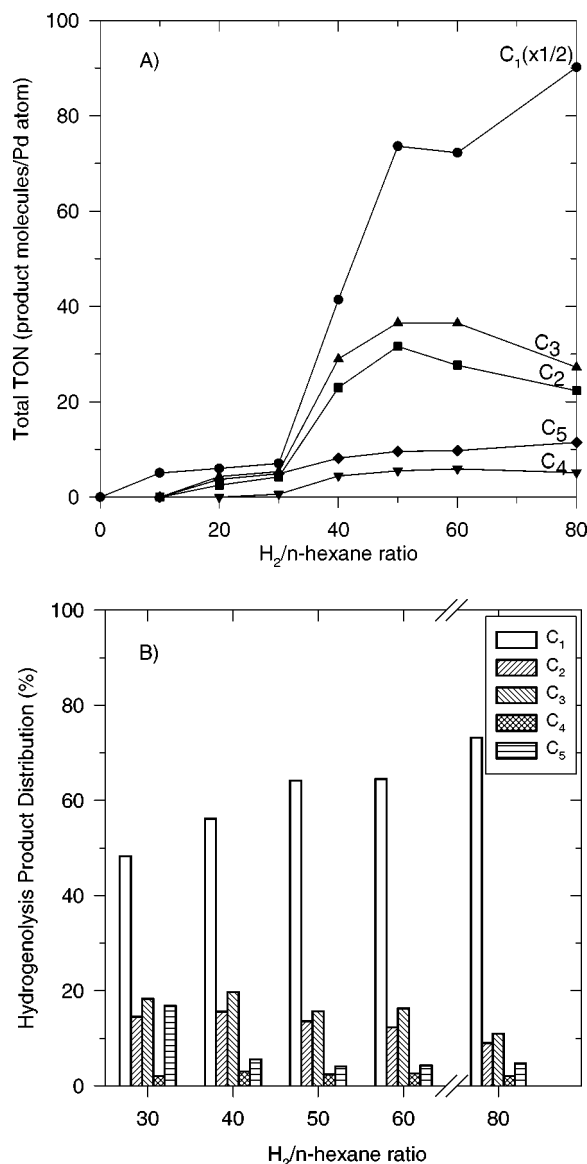 100
A)
C1(x1/2)
80
60
40
20
0
C3
C2
C5
C4
Total TON (product molecules/Pd atom)
0 20 40 60 80
H2/n-hexane ratio
100
B)
80
60
40
20
0
C1
C2
C3
C4
C5
Hydrogenolysis Product Distribution (%)
30 40 50 60 80
H2/n-hexane ratio